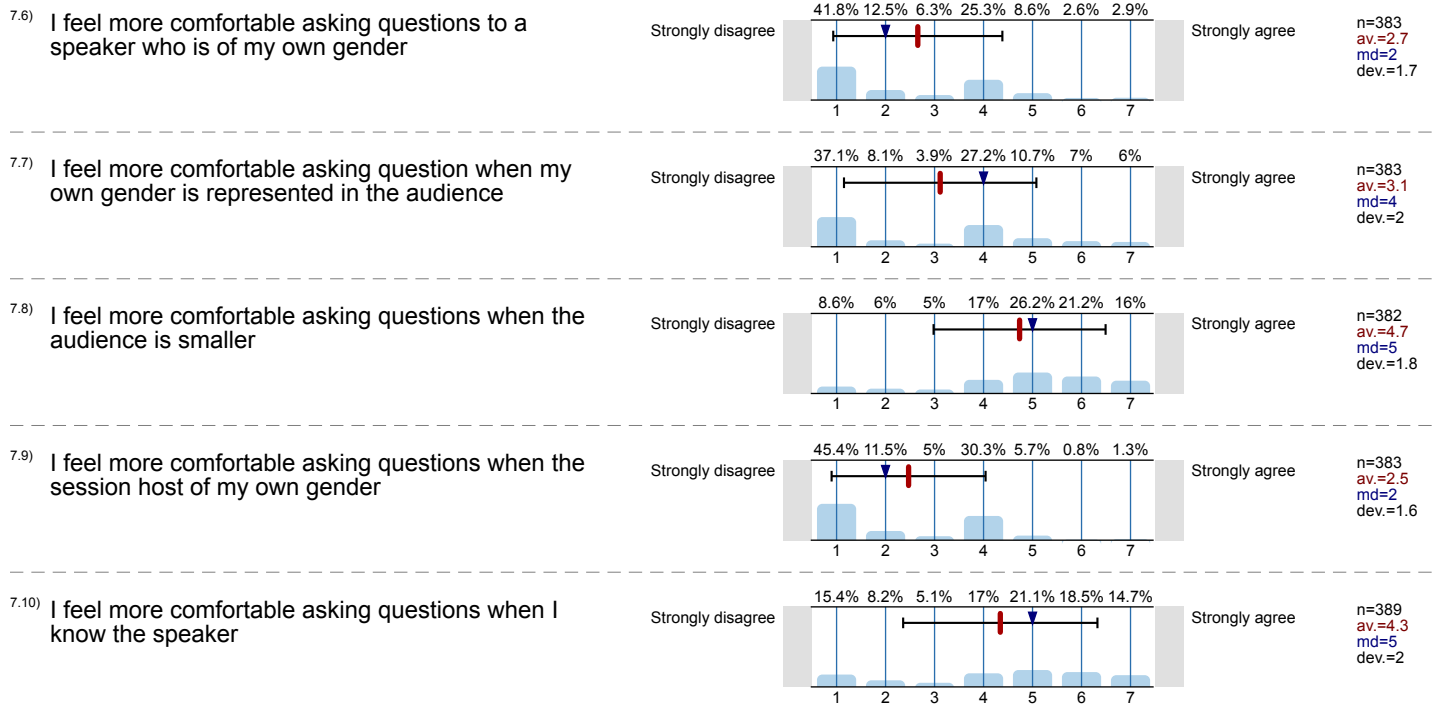 7.6) I feel more comfortable asking questions to a
speaker who is of my own gender
Strongly disagree
41.8% 12.5% 6.3% 25.3% 8.6% 2.6% 2.9%
1 2 3 4 5 6 7
Strongly agree
n=383
av.=2.7
md=2
dev.=1.7
7.7) I feel more comfortable asking question when my
own gender is represented in the audience
Strongly disagree
37.1% 8.1% 3.9% 27.2% 10.7% 7% 6%
1 2 3 4 5 6 7
Strongly agree
n=383
av.=3.1
md=4
dev.=2
7.8) I feel more comfortable asking questions when the
audience is smaller
Strongly disagree
8.6% 6% 5% 17% 26.2% 21.2% 16%
1 2 3 4 5 6 7
Strongly agree
n=382
av.=4.7
md=5
dev.=1.8
7.9) I feel more comfortable asking questions when the
session host of my own gender
Strongly disagree
45.4% 11.5% 5% 30.3% 5.7% 0.8% 1.3%
1 2 3 4 5 6 7
Strongly agree
n=383
av.=2.5
md=2
dev.=1.6
7.10) I feel more comfortable asking questions when I
know the speaker
Strongly disagree
15.4% 8.2% 5.1% 17% 21.1% 18.5% 14.7%
1 2 3 4 5 6 7
Strongly agree
n=389
av.=4.3
md=5
dev.=2